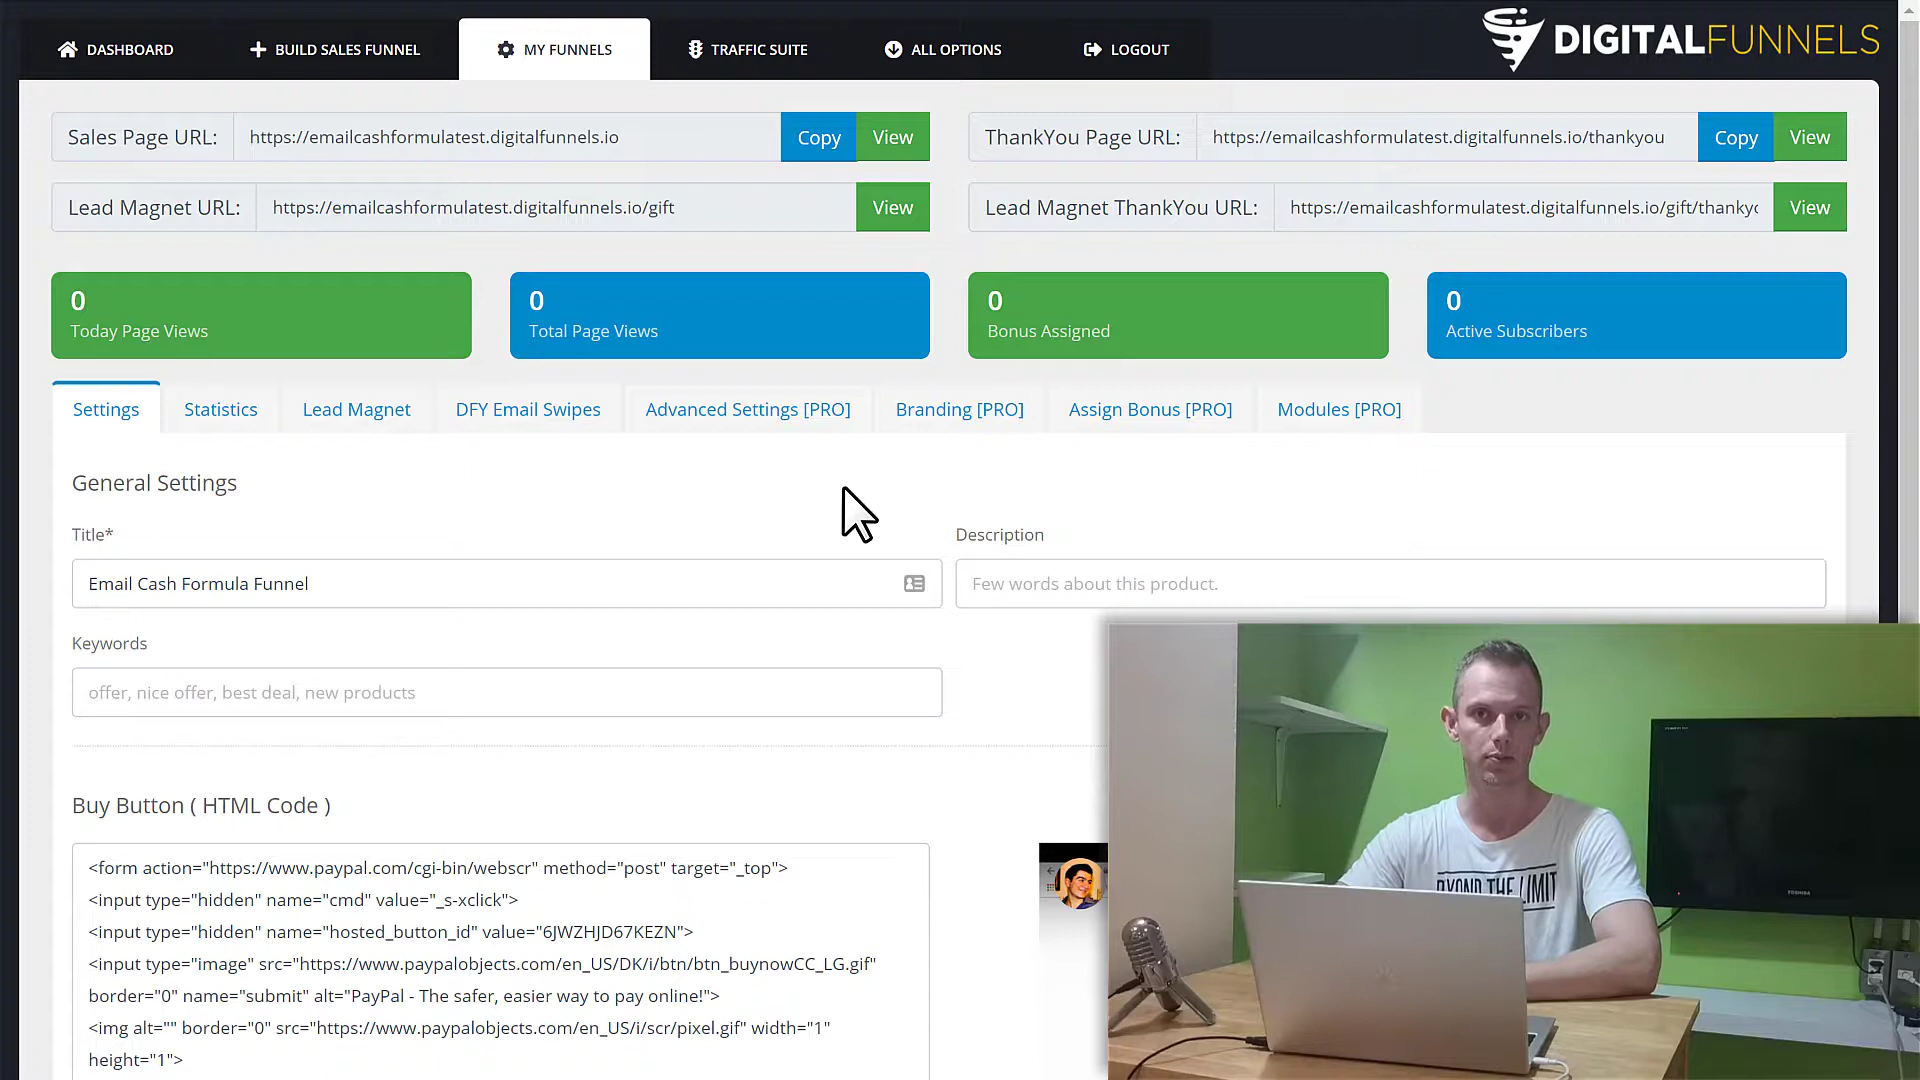 DASHBOARD
BUILD SALES FUNNEL
MY FUNNELS
TRAFFIC SUITE
ALL OPTIONS
LOGOUT
DIGITALFUNNELS
Sales Page URL: https://emailcashformulatest.digitalfunnels.io Copy View
ThankYou Page URL: https://emailcashformulatest.digitalfunnels.io/thankyou Copy View
Lead Magnet URL: https://emailcashformulatest.digitalfunnels.io/gift View
Lead Magnet ThankYou URL: https://emailcashformulatest.digitalfunnels.io/gift/thankyo View
0
Today Page Views
0
Total Page Views
0
Bonus Assigned
0
Active Subscribers
Settings
Statistics
Lead Magnet
DFY Email Swipes
Advanced Settings [PRO]
Branding [PRO]
Assign Bonus [PRO]
Modules [PRO]
General Settings
Title*
Email Cash Formula Funnel
Description
Few words about this product.
Keywords
offer, nice offer, best deal, new products
Buy Button ( HTML Code )
<form action="https://www.paypal.com/cgi-bin/webscr" method="post" target="_top">
<input type="hidden" name="cmd" value="_s-xclick">
<input type="hidden" name="hosted_button_id" value="6JWZHJD67KEZN">
<input type="image" src="https://www.paypalobjects.com/en_US/DK/i/btn/btn_buynowCC_LG.gif"
border="0" name="submit" alt="PayPal - The safer, easier way to pay online!">
<img alt="" border="0" src="https://www.paypalobjects.com/en_US/i/scr/pixel.gif" width="1"
height="1">
BYOND THE LIMIT
TOSHIBA